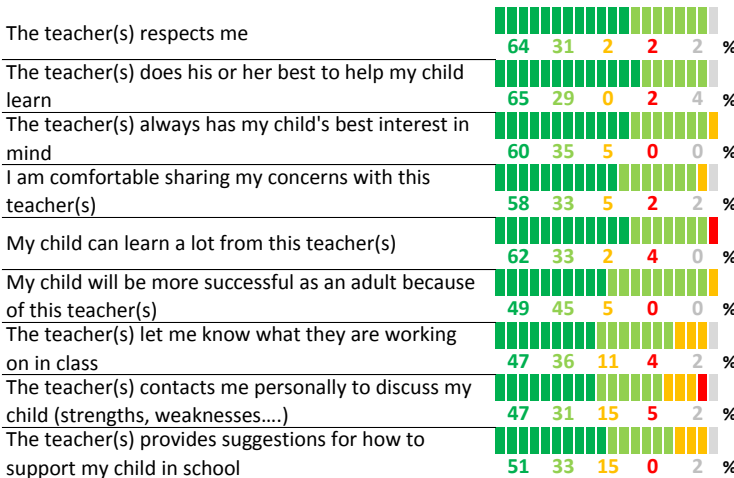 The teacher(s) respects me
64 31 2 2 2 %
The teacher(s) does his or her best to help my child
learn
65 29 0 2 4 %
The teacher(s) always has my child's best interest in
mind
60 35 5 0 0 %
I am comfortable sharing my concerns with this
teacher(s)
58 33 5 2 2 %
My child can learn a lot from this teacher(s)
62 33 2 4 0 %
My child will be more successful as an adult because
of this teacher(s)
49 45 5 0 0 %
The teacher(s) let me know what they are working
on in class
47 36 11 4 2 %
The teacher(s) contacts me personally to discuss my
child (strengths, weaknesses....)
47 31 15 5 2 %
The teacher(s) provides suggestions for how to
support my child in school
51 33 15 0 2 %